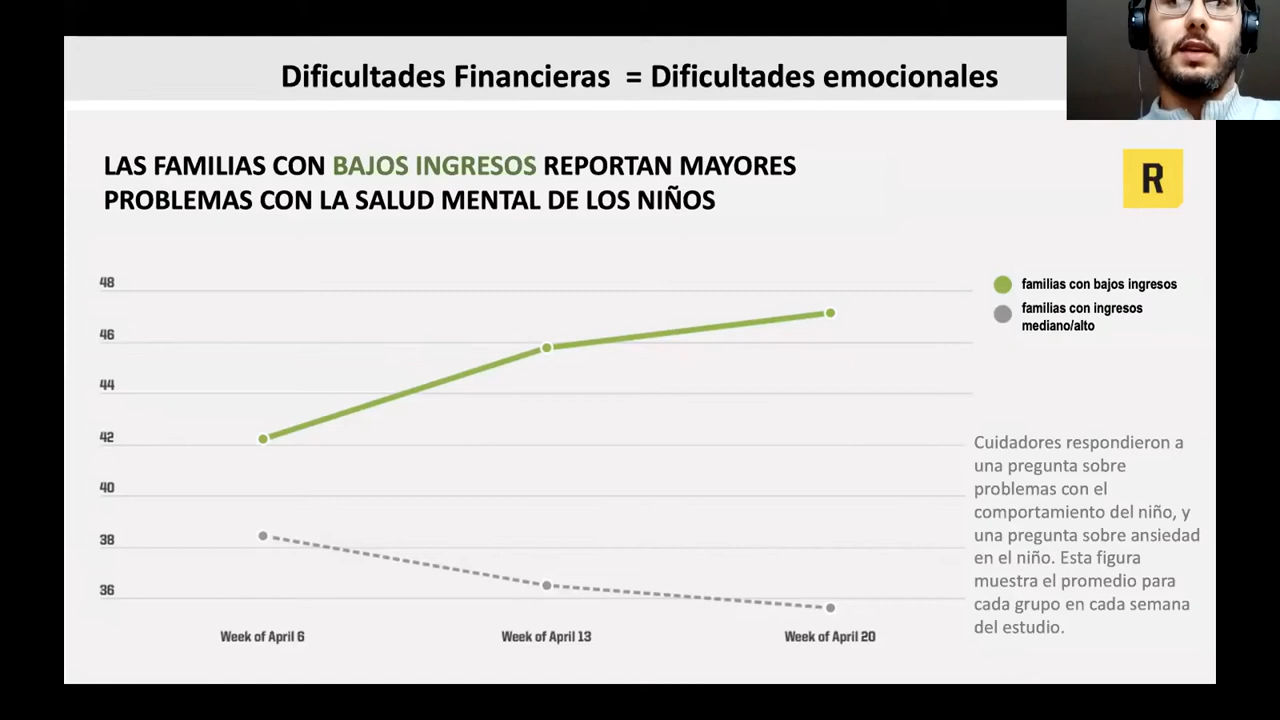 Dificultades Financieras = Dificultades emocionales
LAS FAMILIAS CON BAJOS INGRESOS REPORTAN MAYORES
PROBLEMAS CON LA SALUD MENTAL DE LOS NIÑOS
R
48
46
44
42
40
38
36
Week of April 6
Week of April 13
Week of April 20
familias con bajos ingresos
familias con ingresos
mediano/alto
Cuidadores respondieron a
una pregunta sobre
problemas con el
comportamiento del niño, y
una pregunta sobre ansiedad
en el niño. Esta figura
muestra el promedio para
cada grupo en cada semana
del estudio.